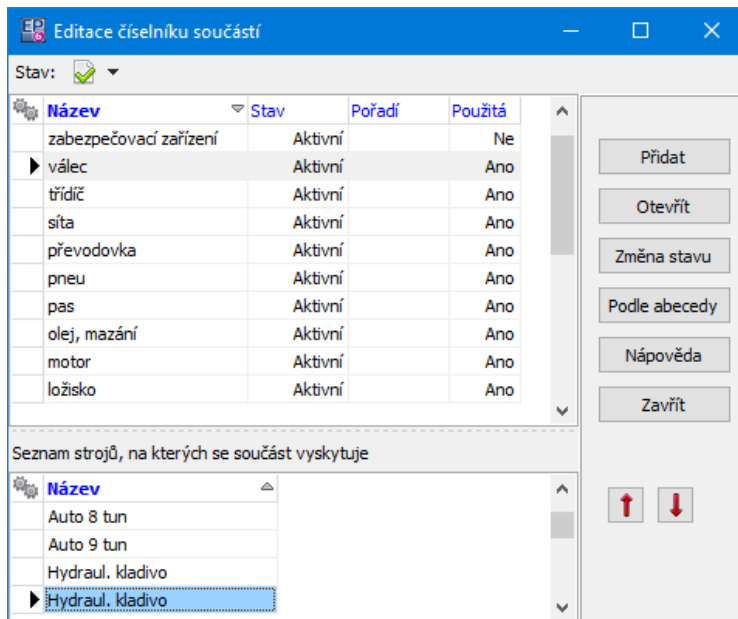 Editace číselníku součástí
Stav:
Název Stav Pořadí Použitá
zabezpečovací zařízení Aktivní Ne
válec Aktivní Ano
třídíč Aktivní Ano
síta Aktivní Ano
převodovka Aktivní Ano
pneu Aktivní Ano
pas Aktivní Ano
olej, mazání Aktivní Ano
motor Aktivní Ano
ložisko Aktivní Ano
Přidat
Otevřít
Změna stavu
Podle abecedy
Nápověda
Zavřít
Seznam strojů, na kterých se součást vyskytuje
Název
Auto 8 tun
Auto 9 tun
Hydraul. kladivo
Hydraul. kladivo